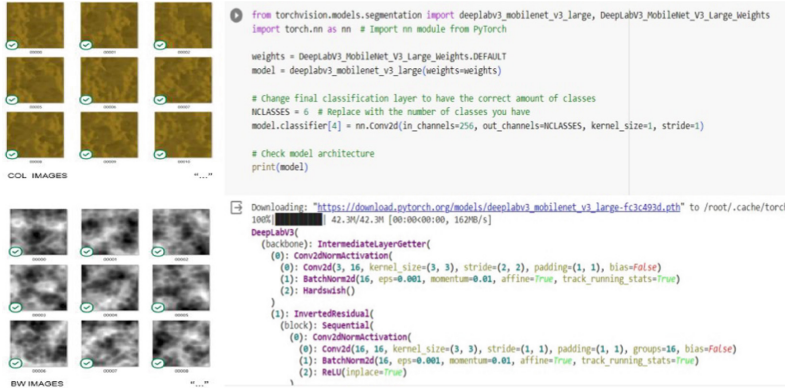 COL IMAGES
"..."
BW IMAGES
"..."
from torchvision.models.segmentation import deeplabv3_mobilenet_v3_large, DeepLabV3_MobileNet_V3_Large_Weights
import torch.nn as nn # Import nn module from PyTorch
weights = DeepLabV3_MobileNet_V3_Large_Weights.DEFAULT
model = deeplabv3_mobilenet_v3_large(weights=weights)
# Change final classification layer to have the correct amount of classes
NCLASSES = 6 # Replace with the number of classes you have
model.classifier[4] = nn.Conv2d(in_channels=256, out_channels=NCLASSES, kernel_size=1, stride=1)
# Check model architecture
print(model)
Downloading: "https://download.pytorch.org/models/deeplabv3_mobilenet_v3_large-fc3c493d.pth" to /root/.cache/torc
100%| 42.3M/42.3M [00:00<00:00, 162MB/s]
DeepLabV3(
(backbone): IntermediateLayerGetter(
(0): Conv2dNormActivation(
(0): Conv2d(3, 16, kernel_size=(3, 3), stride=(2, 2), padding=(1, 1), bias=False)
(1): BatchNorm2d(16, eps=0.001, momentum=0.01, affine=True, track_running_stats=True)
(2): Hardswish()
)
(1): InvertedResidual(
(block): Sequential(
(0): Conv2dNormActivation(
(0): Conv2d(16, 16, kernel_size=(3, 3), stride=(1, 1), padding=(1, 1), groups=16, bias=False)
(1): BatchNorm2d(16, eps=0.001, momentum=0.01, affine=True, track_running_stats=True)
(2): ReLU(inplace=True)
)